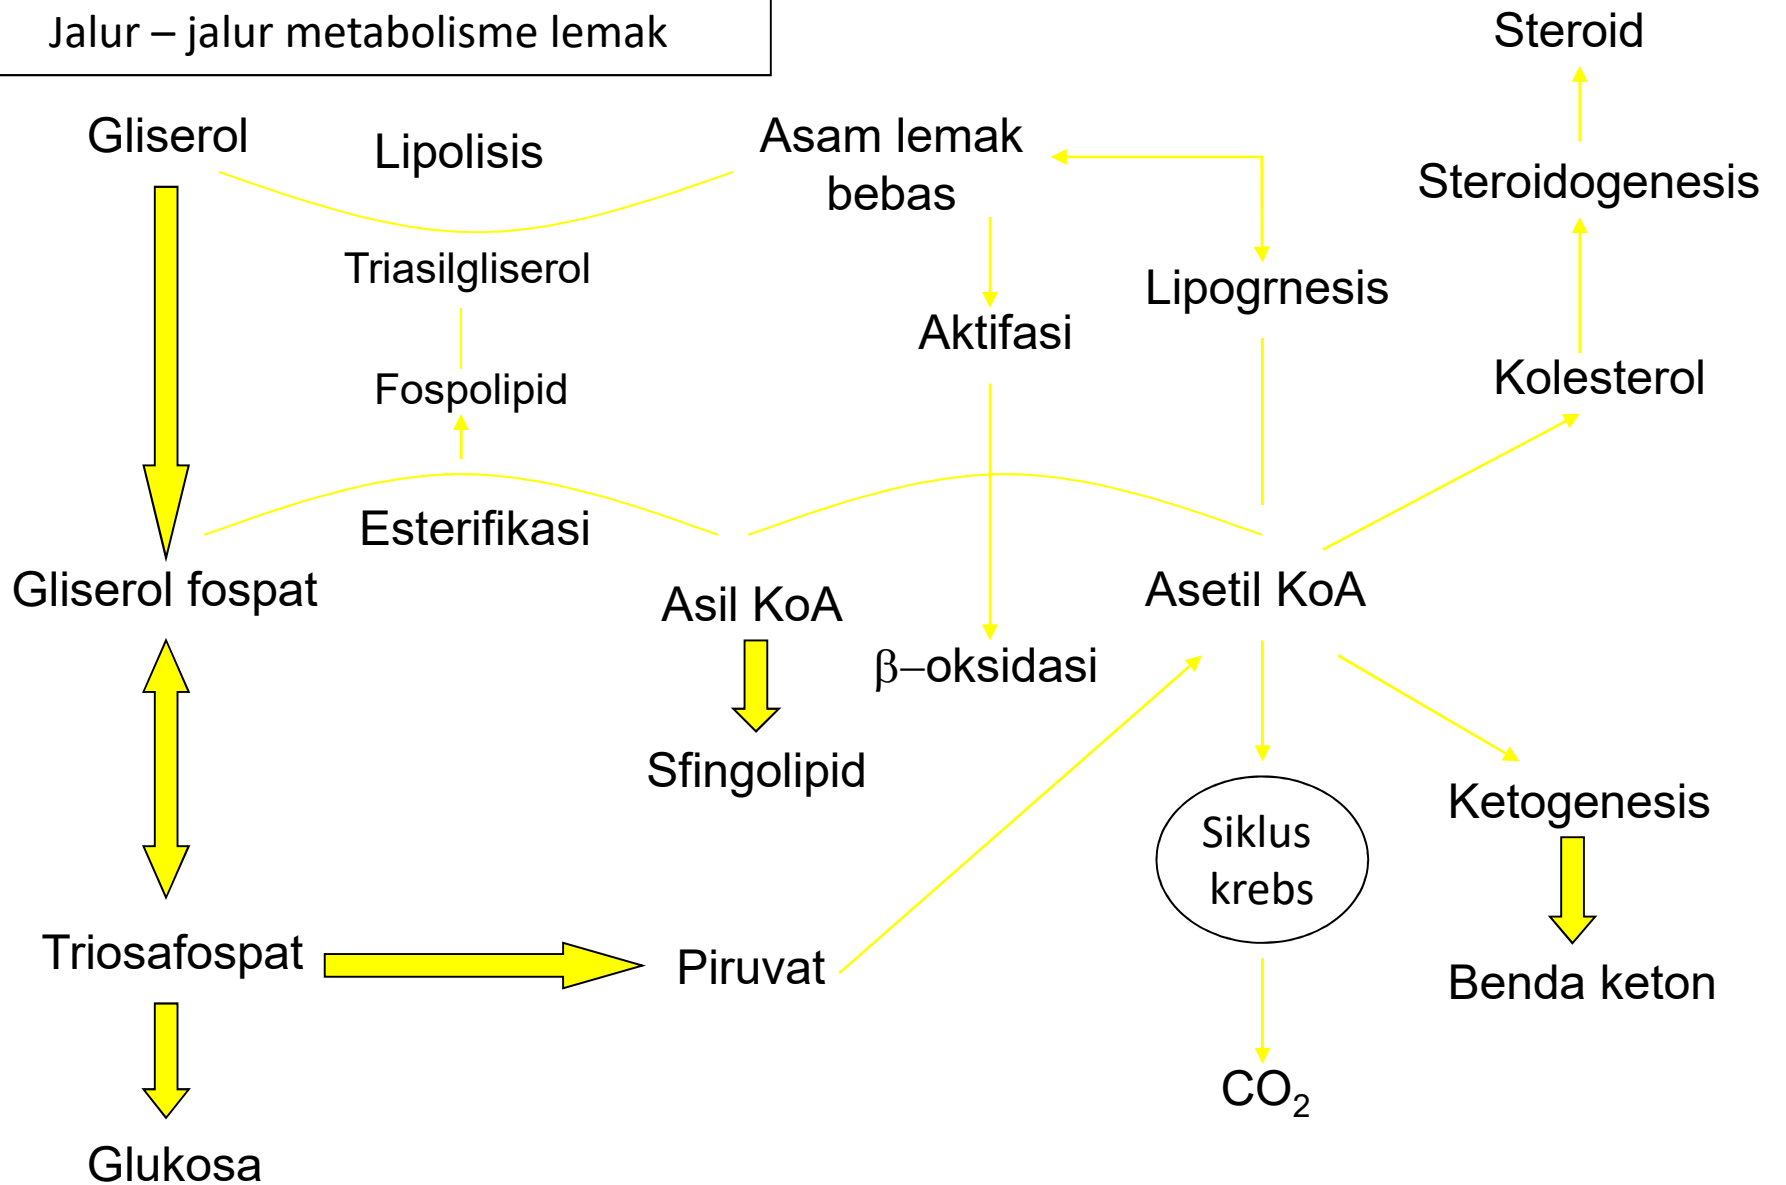 Jalur – jalur metabolisme lemak
Steroid
Gliserol
Lipolisis
Asam lemak
bebas
Steroidogenesis
Triasilgliserol
Lipogrnesis
Aktifasi
Fospolipid
Kolesterol
Esterifikasi
Gliserol fospat
Asil KoA
Asetil KoA
β–oksidasi
Sfingolipid
Siklus
krebs
Ketogenesis
Triosafospat
Piruvat
Benda keton
CO₂
Glukosa